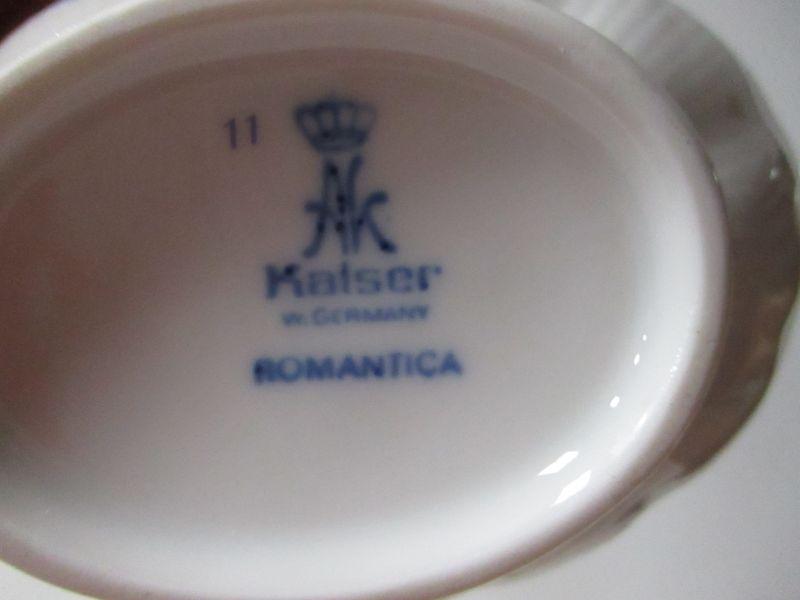 11
AK
Kaiser
W. GERMANY
ROMANTICA